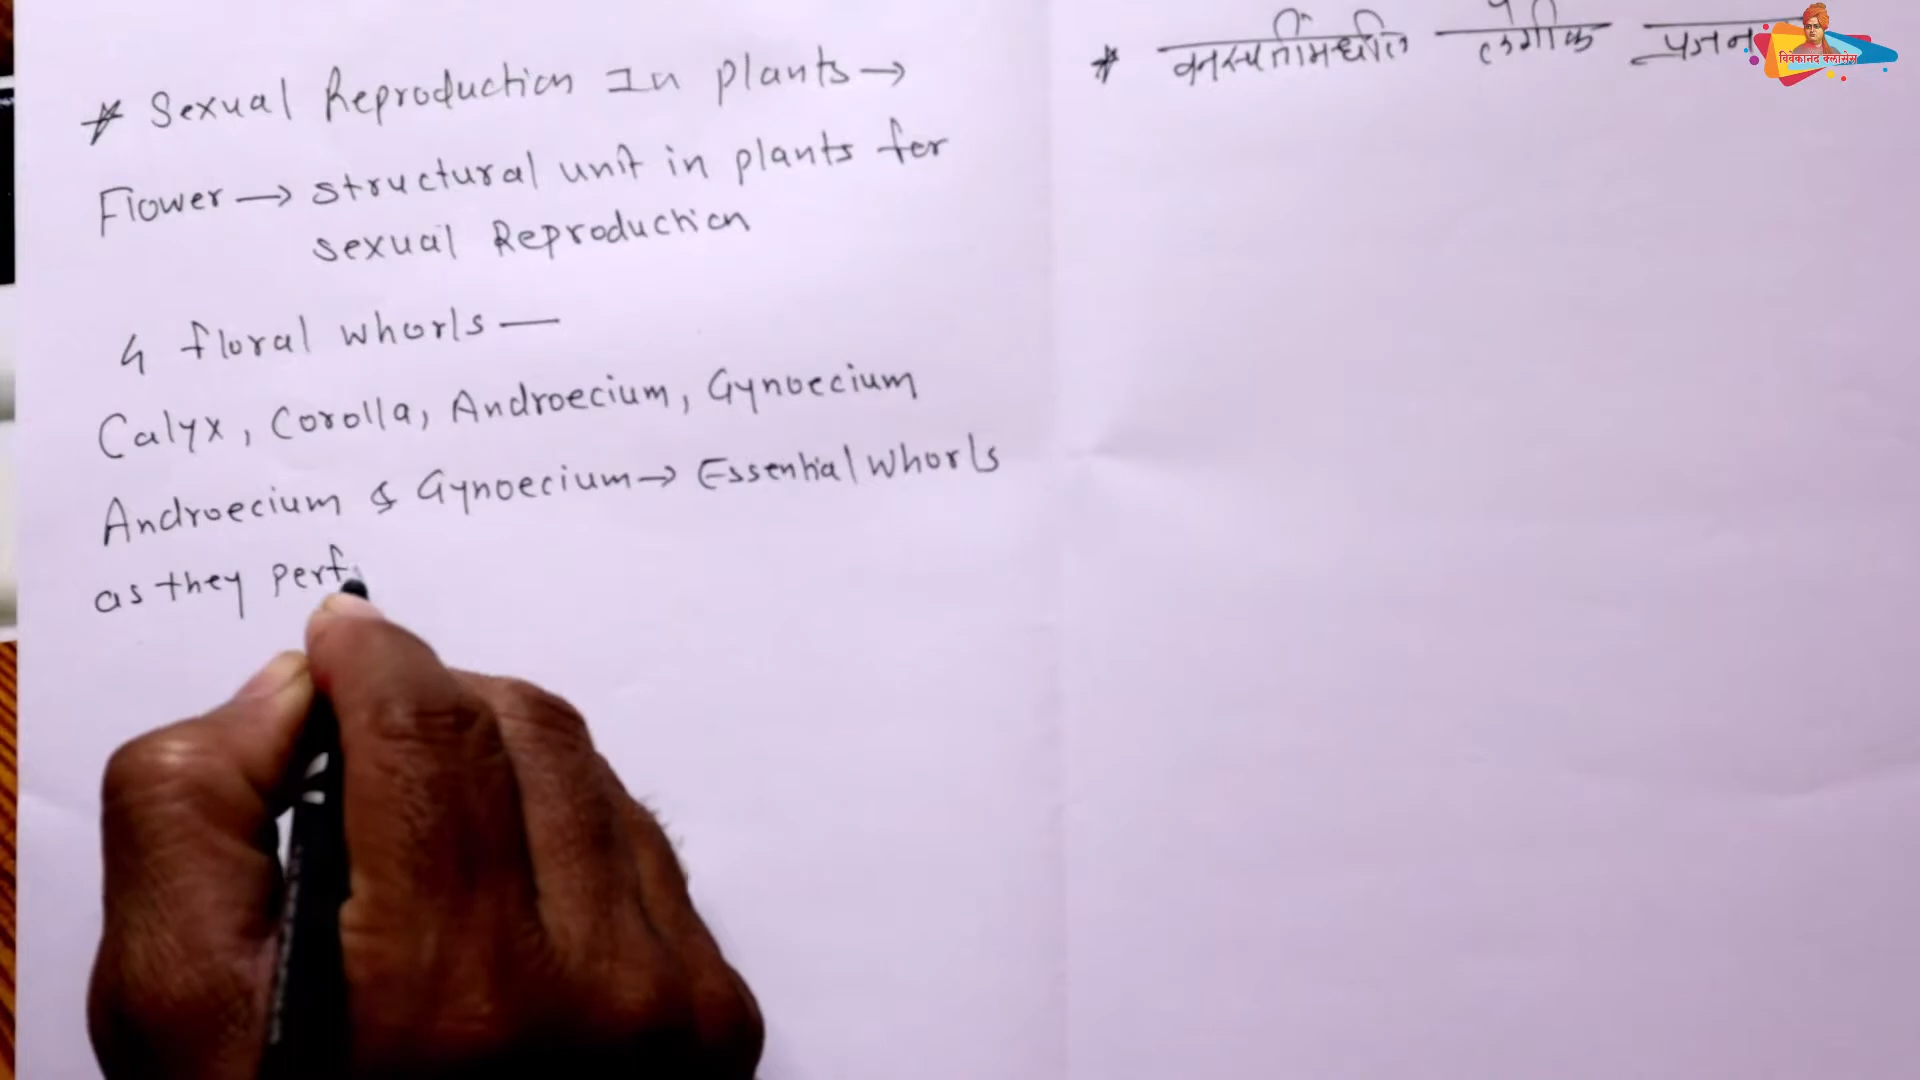 * Sexual Reproduction In plants →
Flower → structural unit in plants for
sexual Reproduction
4 floral whorls —
Calyx, Corolla, Androecium, Gynoecium
Androecium & Gynoecium → Essential Whorls
as they perf
* वनस्पतींमधील लैंगीक प्रजन
विवेकानंद क्लासेस